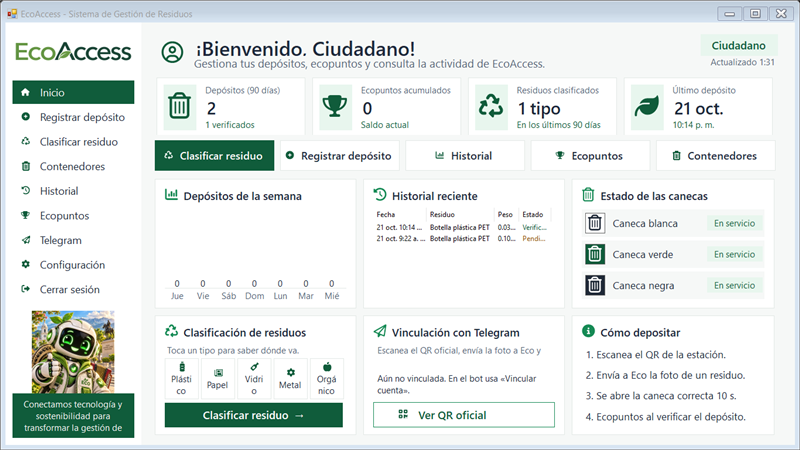 EcoAccess - Sistema de Gestión de Residuos
EcoAccess
Inicio
Registrar depósito
Clasificar residuo
Contenedores
Historial
Ecopuntos
Telegram
Configuración
Cerrar sesión
Conectamos tecnología y
sostenibilidad para
transformar la gestión de
¡Bienvenido. Ciudadano!
Gestiona tus depósitos, ecopuntos y consulta la actividad de EcoAccess.
Ciudadano
Actualizado 1:31
Depósitos (90 días)
2
1 verificados
Ecopuntos acumulados
0
Saldo actual
Residuos clasificados
1 tipo
En los últimos 90 días
Último depósito
21 oct.
10:14 p. m.
Clasificar residuo
Registrar depósito
Historial
Ecopuntos
Contenedores
Depósitos de la semana
0 0 0 0 0 0 0
Jue Vie Sáb Dom Lun Mar Mié
Historial reciente
Fecha Residuo Peso Estado
21 oct. 10:14 ... Botella plástica PET 0.03... Verific...
21 oct. 9:22 a. ... Botella plástica PET 0.10... Pendi...
Estado de las canecas
Caneca blanca En servicio
Caneca verde En servicio
Caneca negra En servicio
Clasificación de residuos
Toca un tipo para saber dónde va.
Plásti
co
Papel
Vidri
o
Metal
Orgá
nico
Clasificar residuo →
Vinculación con Telegram
Escanea el QR oficial, envía la foto a Eco y
Aún no vinculada. En el bot usa «Vincular
cuenta».
Ver QR oficial
Cómo depositar
1. Escanea el QR de la estación.
2. Envía a Eco la foto de un residuo.
3. Se abre la caneca correcta 10 s.
4. Ecopuntos al verificar el depósito.